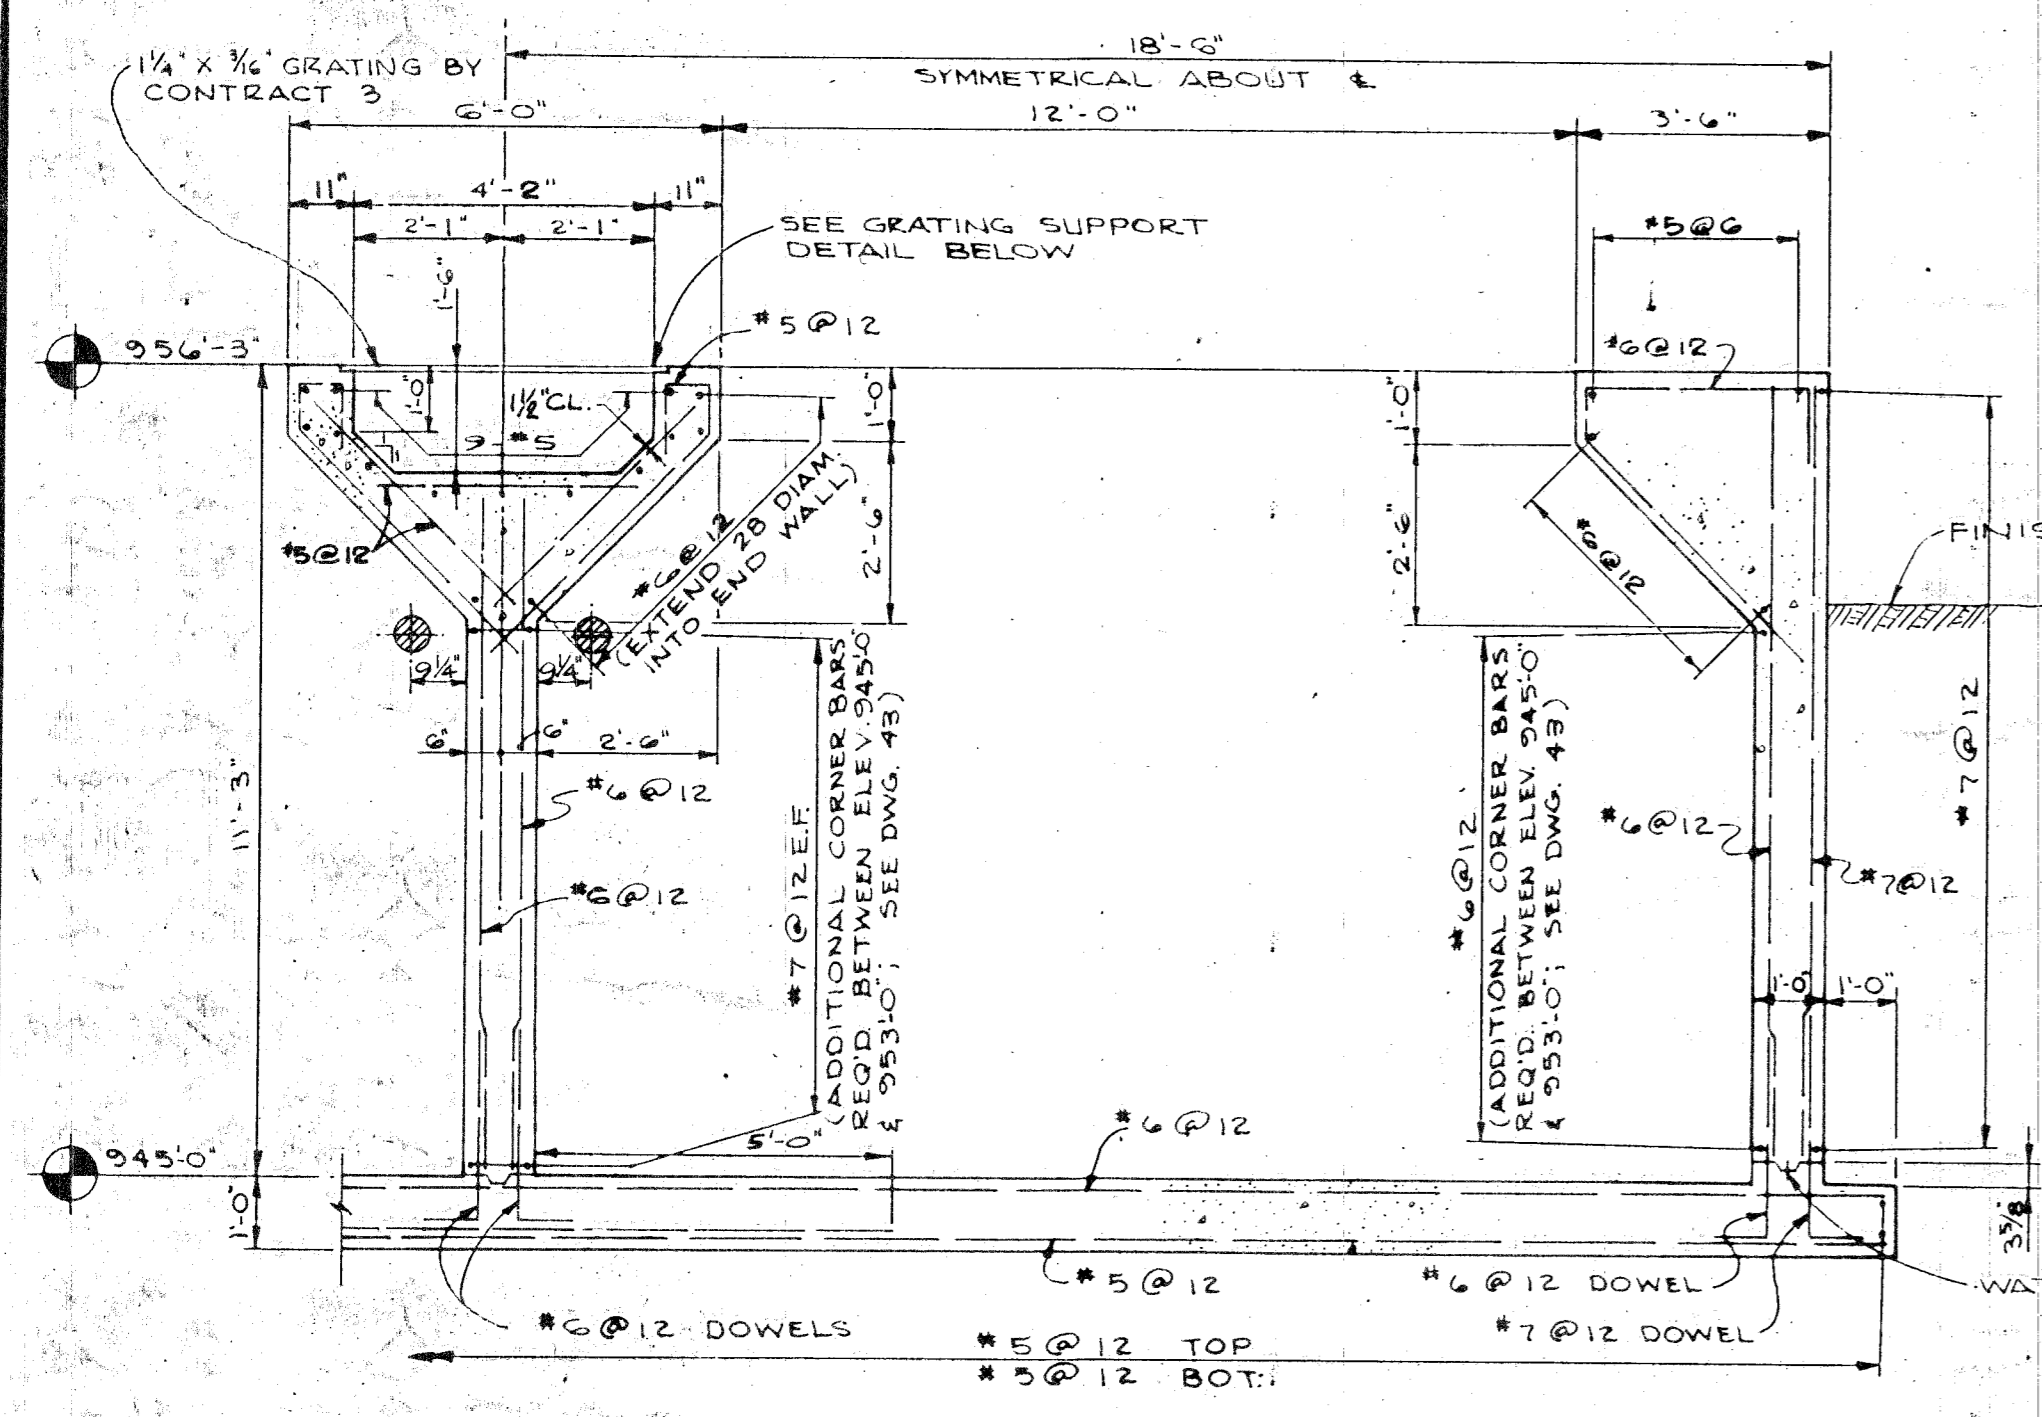 18'-6"
SYMMETRICAL ABOUT ℄
1¼" X 3/16" GRATING BY
CONTRACT 3
6'-0"
12'-0"
3'-6"
11"
4'-2"
11"
2'-1"
2'-1"
SEE GRATING SUPPORT
DETAIL BELOW
#5@6
1'-6"
#5@12
956'-3"
#6@12
1'-0"
1½"CL.
9-#5
1'-0"
1'-0"
#5@12
#6@12
(EXTEND 28 DIAM.
INTO END WALL)
2'-6"
2'-6"
#6@12
FINIS
9¼"
9¼"
6"
6"
2'-6"
11'-3"
#6@12
#6@12
#7@12 E.F.
(ADDITIONAL CORNER BARS
REQ'D. BETWEEN ELEV. 945'-0"
& 953'-0"; SEE DWG. 43)
#6@12
(ADDITIONAL CORNER BARS
REQ'D. BETWEEN ELEV. 945'-0"
& 953'-0"; SEE DWG. 43)
#6@12
#7@12
#7@12
1'-0"
1'-0"
945'-0"
5'-0"
#6@12
1'-0"
3⅝"
#5@12
#6@12 DOWEL
WA
#6@12 DOWELS
#7@12 DOWEL
#5@12 TOP
#5@12 BOT.